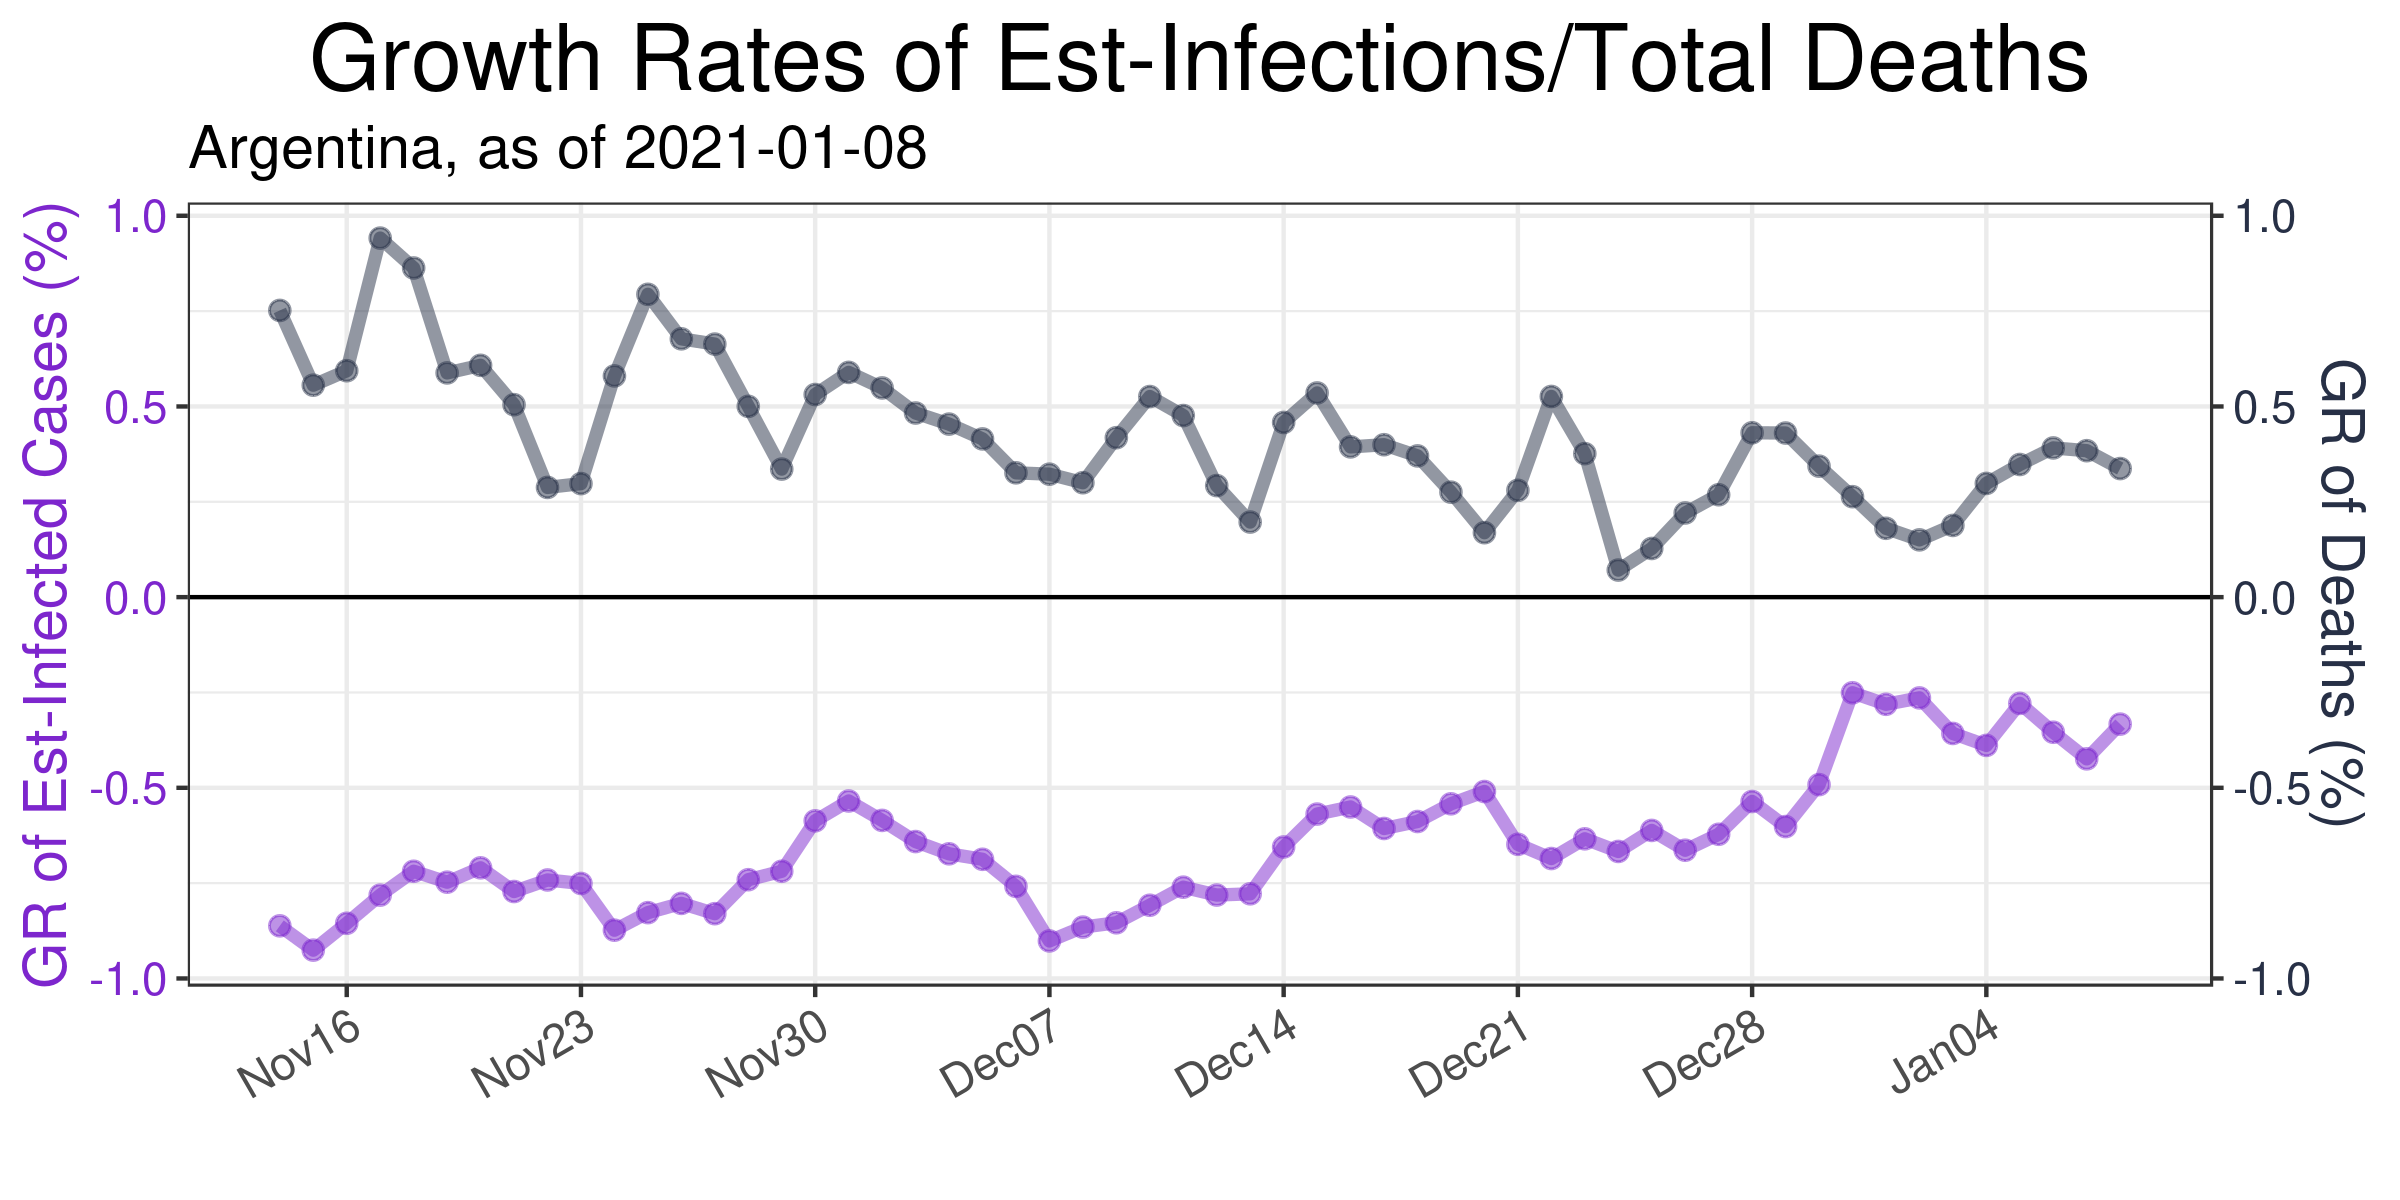 Growth Rates of Est-Infections/Total Deaths
Argentina, as of 2021-01-08
GR of Est-Infected Cases (%)
1.0
0.5
0.0
-0.5
-1.0
1.0
0.5
0.0
-0.5
-1.0
GR of Deaths (%)
Nov16
Nov23
Nov30
Dec07
Dec14
Dec21
Dec28
Jan04